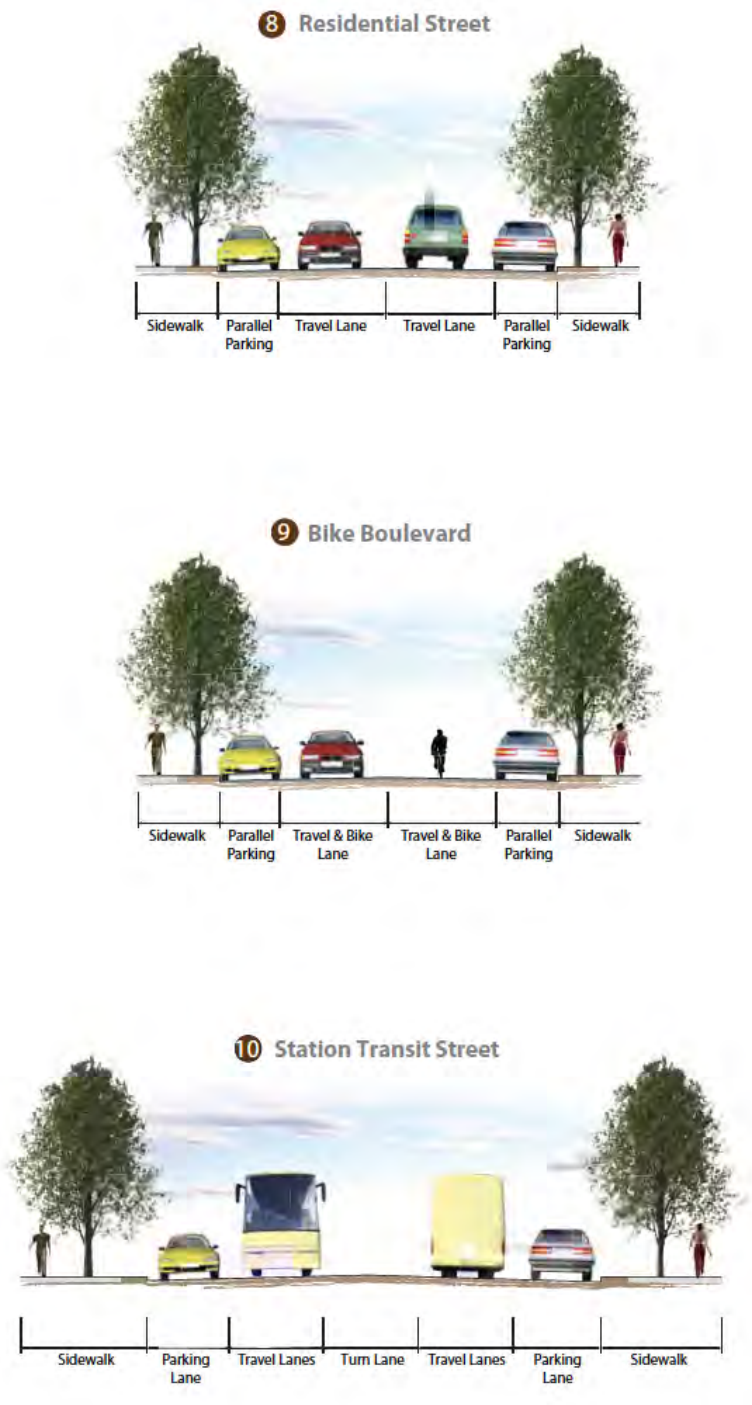 8 Residential Street
Sidewalk Parallel Travel Lane Travel Lane Parallel Sidewalk
Parking Parking
9 Bike Boulevard
Sidewalk Parallel Travel & Bike Travel & Bike Parallel Sidewalk
Parking Lane Lane Parking
10 Station Transit Street
Sidewalk Parking Travel Lanes Turn Lane Travel Lanes Parking Sidewalk
Lane Lane